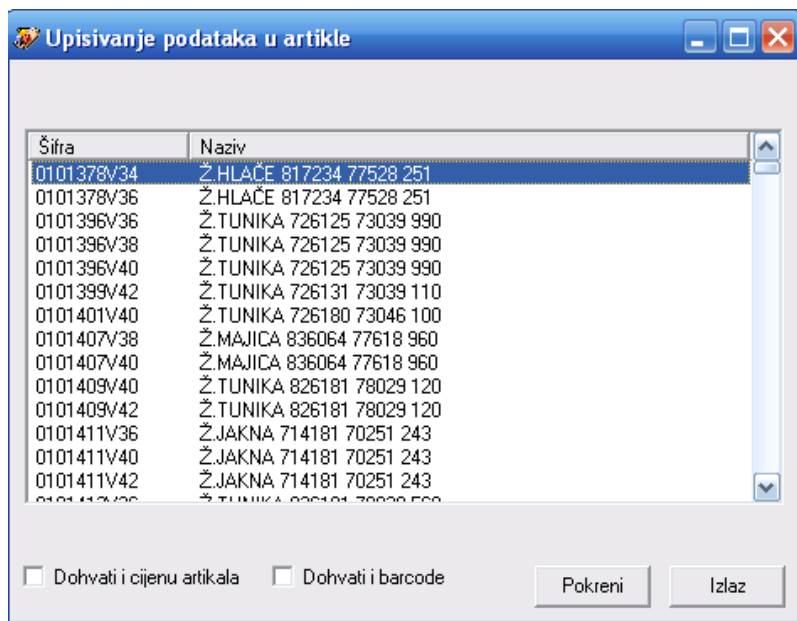 Upisivanje podataka u artikle
Šifra Naziv
0101378V34 Ž.HLAČE 817234 77528 251
0101378V36 Ž.HLAČE 817234 77528 251
0101396V36 Ž.TUNIKA 726125 73039 990
0101396V38 Ž.TUNIKA 726125 73039 990
0101396V40 Ž.TUNIKA 726125 73039 990
0101399V42 Ž.TUNIKA 726131 73039 110
0101401V40 Ž.TUNIKA 726180 73046 100
0101407V38 Ž.MAJICA 836064 77618 960
0101407V40 Ž.MAJICA 836064 77618 960
0101409V40 Ž.TUNIKA 826181 78029 120
0101409V42 Ž.TUNIKA 826181 78029 120
0101411V36 Ž.JAKNA 714181 70251 243
0101411V40 Ž.JAKNA 714181 70251 243
0101411V42 Ž.JAKNA 714181 70251 243
Ž.TUNIKA
Dohvati i cijenu artikala Dohvati i barcode Pokreni Izlaz